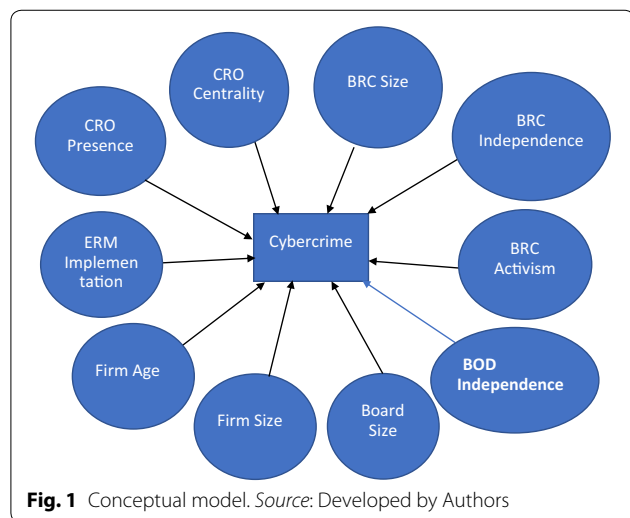 CRO
Centrality
BRC Size
CRO
Presence
BRC
Independence
Cybercrime
ERM
Implemen
tation
BRC
Activism
Firm Age
BOD
Independence
Firm Size
Board
Size
Fig. 1 Conceptual model. Source: Developed by Authors